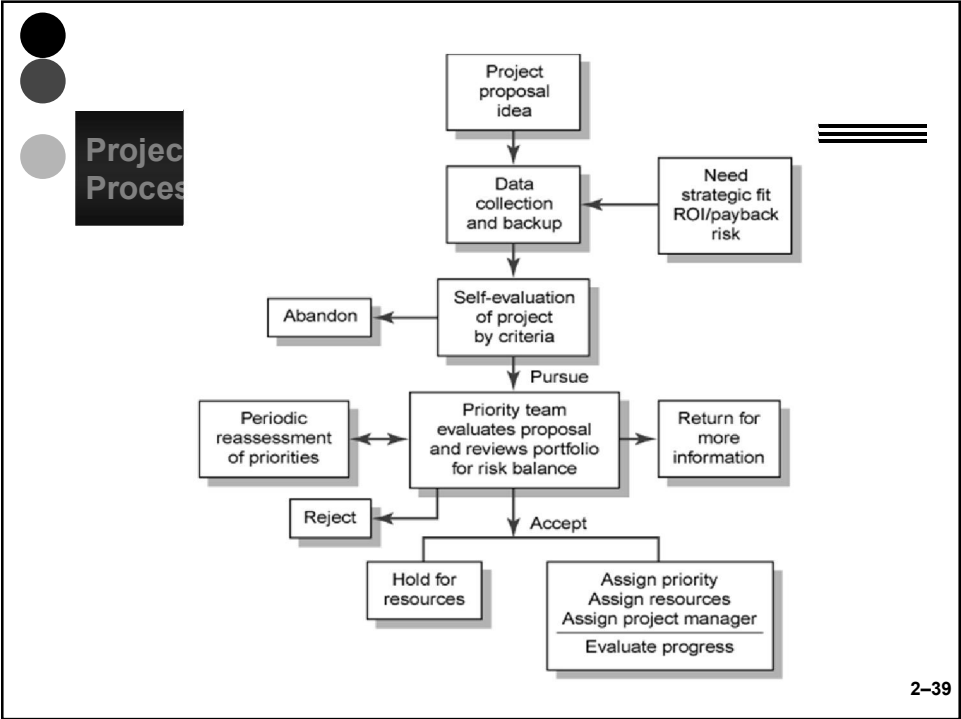 Projec
Proces
Project
proposal
idea
Data
collection
and backup
Need
strategic fit
ROI/payback
risk
Self-evaluation
of project
by criteria
Abandon
Pursue
Periodic
reassessment
of priorities
Priority team
evaluates proposal
and reviews portfolio
for risk balance
Return for
more
information
Reject
Accept
Hold for
resources
Assign priority
Assign resources
Assign project manager
Evaluate progress
2–39